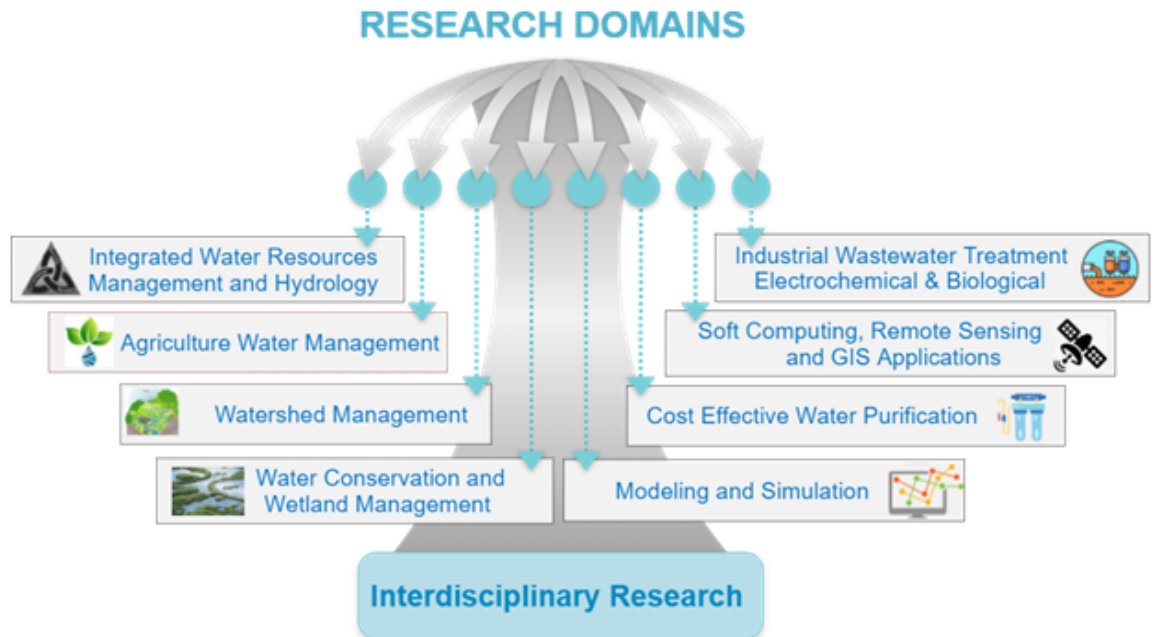 RESEARCH DOMAINS
Integrated Water Resources
Management and Hydrology
Agriculture Water Management
Watershed Management
Water Conservation and
Wetland Management
Industrial Wastewater Treatment
Electrochemical & Biological
Soft Computing, Remote Sensing
and GIS Applications
Cost Effective Water Purification
Modeling and Simulation
Interdisciplinary Research